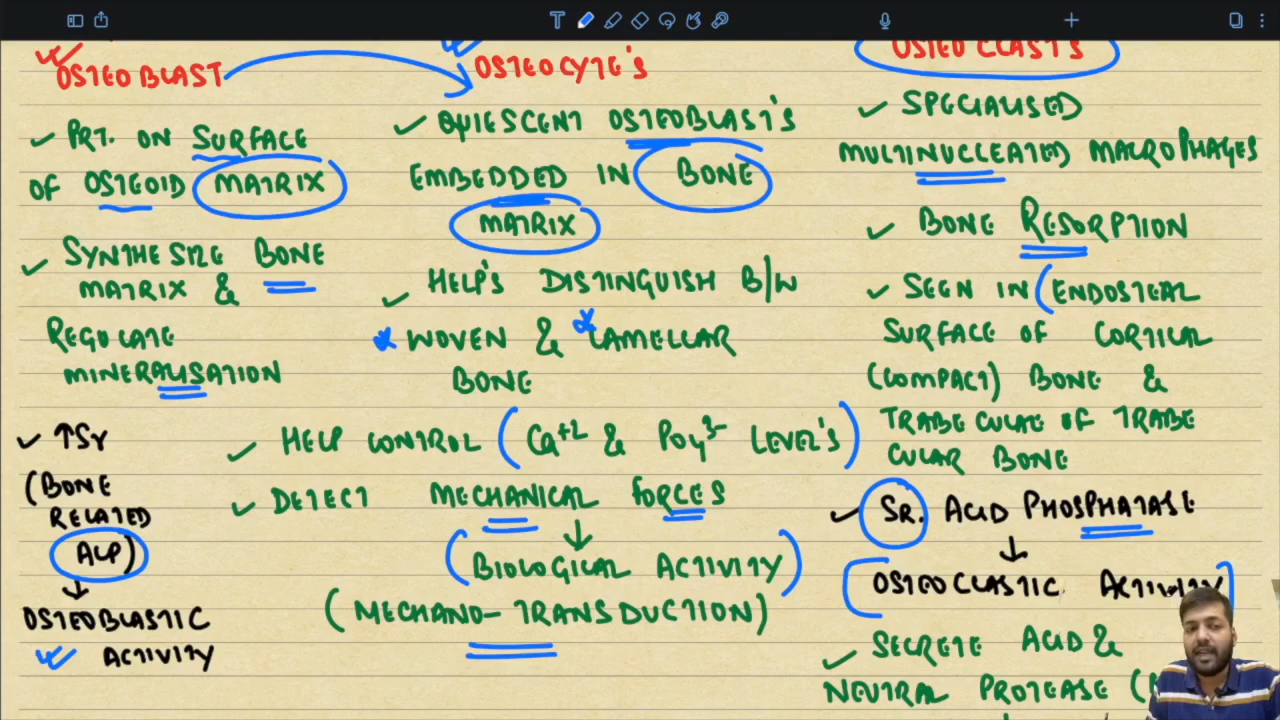 OSTEOBLAST
PRT. ON SURFACE
OF OSTEOID MATRIX
SYNTHESIZE BONE
MATRIX &
REGULATE
MINERALISATION
↑Sr
(BONE
RELATED
ALP)
↓
OSTEOBLASTIC
ACTIVITY
OSTEOCYTE'S
QUIESCENT OSTEOBLAST'S
EMBEDDED IN BONE
MATRIX
HELP'S DISTINGUISH B/W
WOVEN & LAMELLAR
BONE
HELP CONTROL (Ca+2 & PO43- LEVEL'S)
DETECT MECHANICAL FORCES
↓
(BIOLOGICAL ACTIVITY)
(MECHANO-TRANSDUCTION)
OSTEOCLASTS
SPECIALISED
MULTINUCLEATED MACROPHAGES
BONE RESORPTION
SEEN IN (ENDOSTEAL
SURFACE OF CORTICAL
(COMPACT) BONE &
TRABECULAE OF TRABE
CULAR BONE
SR. ACID PHOSPHATASE
↓
OSTEOCLASTIC ACTIVITY
SECRETE ACID &
NEUTRAL PROTEASE (